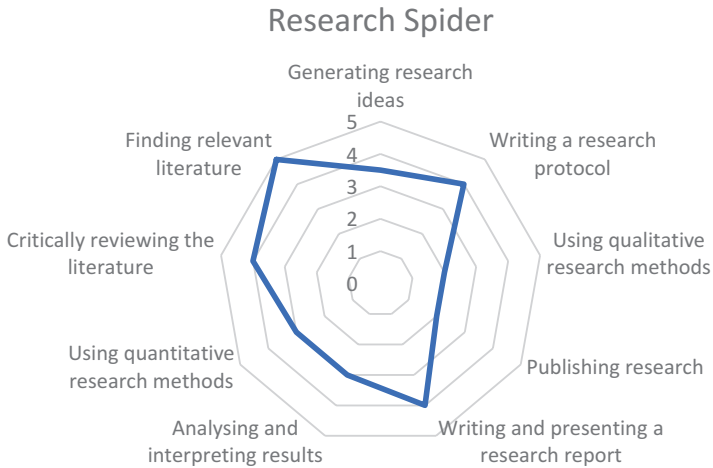 Research Spider
Generating research
ideas
Writing a research
protocol
Using qualitative
research methods
Publishing research
Writing and presenting a
research report
Analysing and
interpreting results
Using quantitative
research methods
Critically reviewing the
literature
Finding relevant
literature
5
4
3
2
1
0